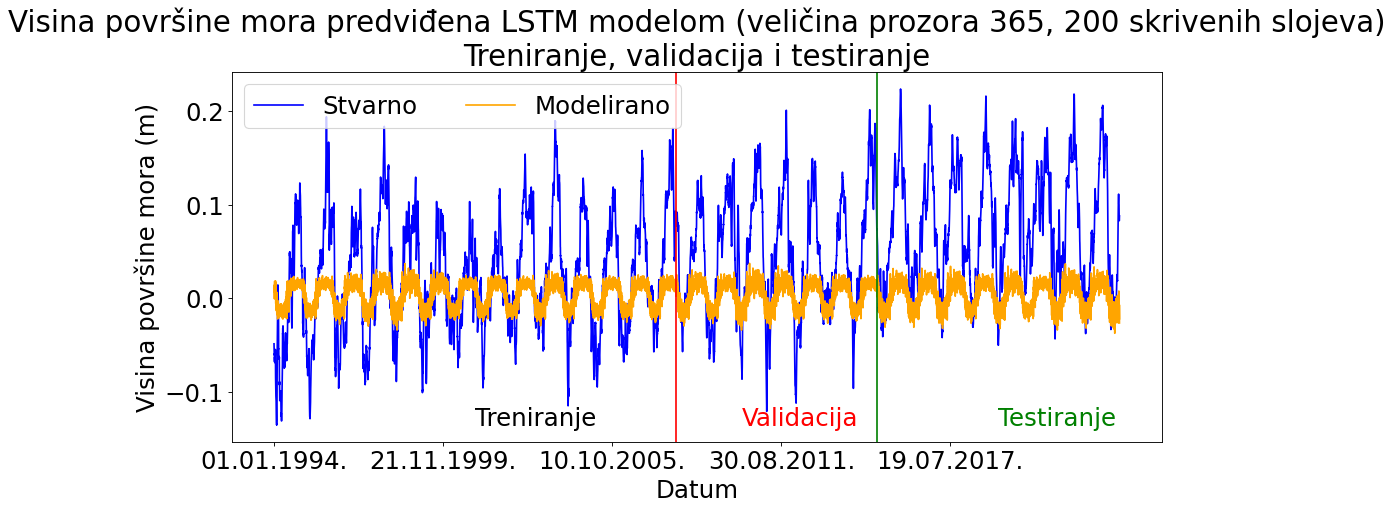 Visina površine mora predviđena LSTM modelom (veličina prozora 365, 200 skrivenih slojeva)
Treniranje, validacija i testiranje
Stvarno
Modelirano
Visina površine mora (m)
0.2
0.1
0.0
−0.1
Treniranje
Validacija
Testiranje
01.01.1994.
21.11.1999.
10.10.2005.
30.08.2011.
19.07.2017.
Datum